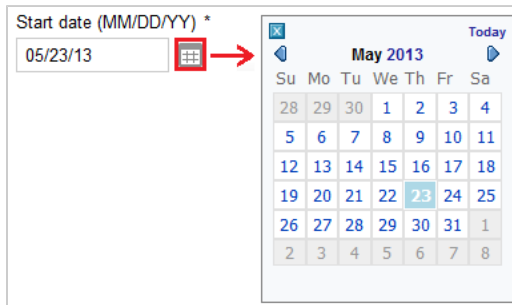 Start date (MM/DD/YY) *
05/23/13
x Today
May 2013
Su Mo Tu We Th Fr Sa
28 29 30 1 2 3 4
5 6 7 8 9 10 11
12 13 14 15 16 17 18
19 20 21 22 23 24 25
26 27 28 29 30 31 1
2 3 4 5 6 7 8